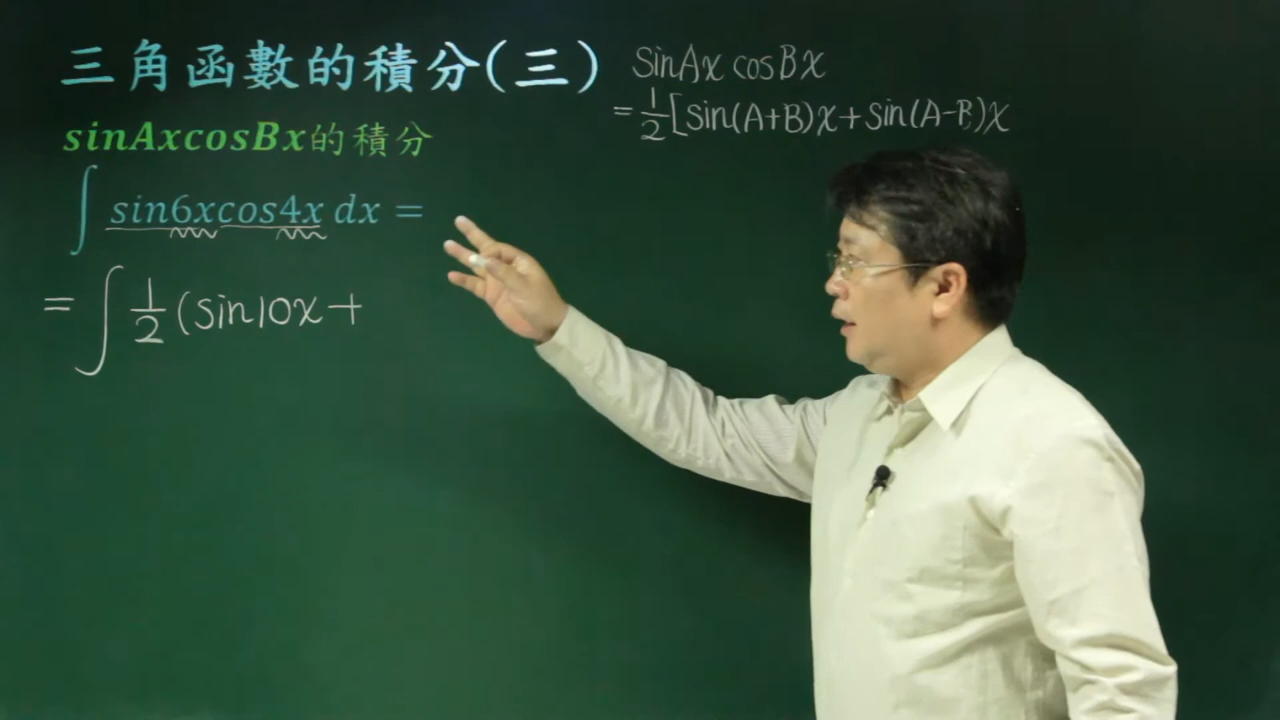 三角函數的積分(三)
sinAxcosBx的積分
∫ sin6xcos4x dx =
= ∫ 1/2 (sin10x +
sinAx cosBx
= 1/2 [sin(A+B)x + sin(A-B)x